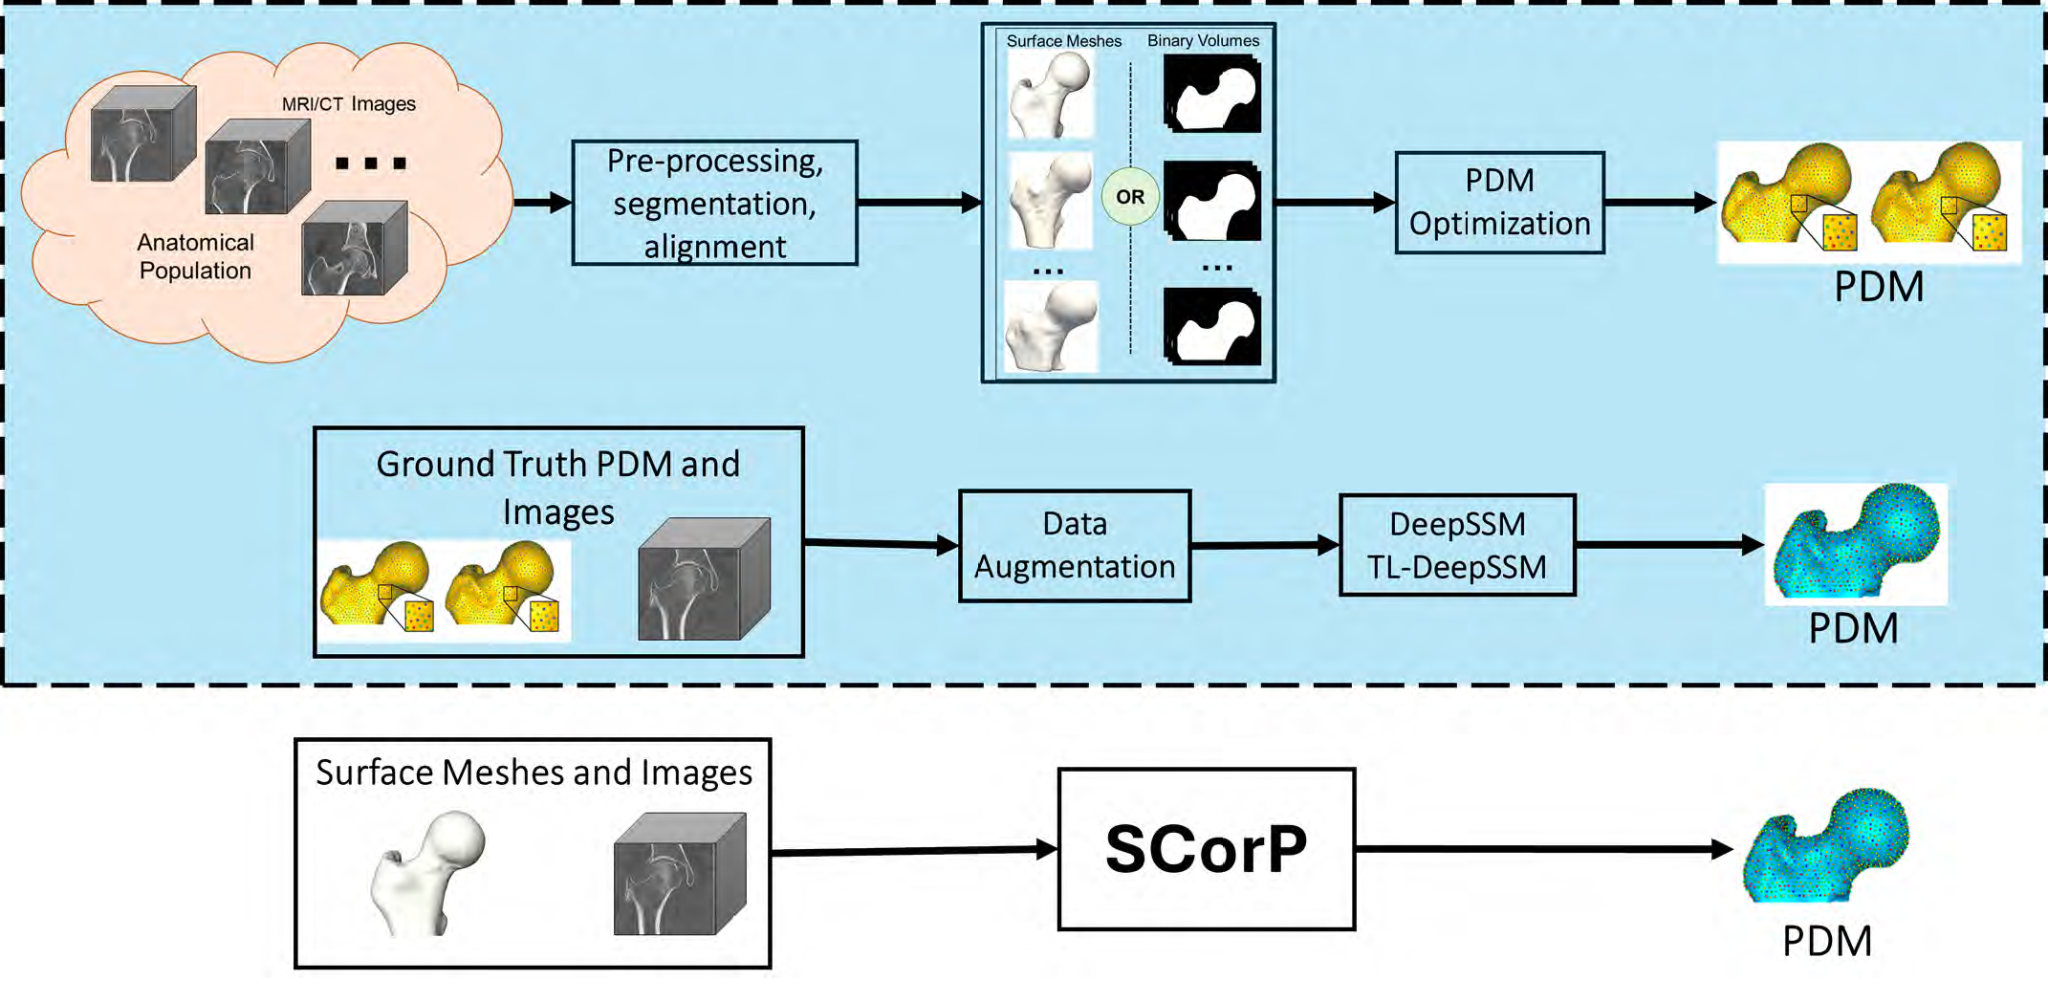 MRI/CT Images
Anatomical
Population
Pre-processing,
segmentation,
alignment
Surface Meshes
Binary Volumes
OR
...
...
PDM
Optimization
PDM
Ground Truth PDM and
Images
Data
Augmentation
DeepSSM
TL-DeepSSM
PDM
Surface Meshes and Images
SCorP
PDM